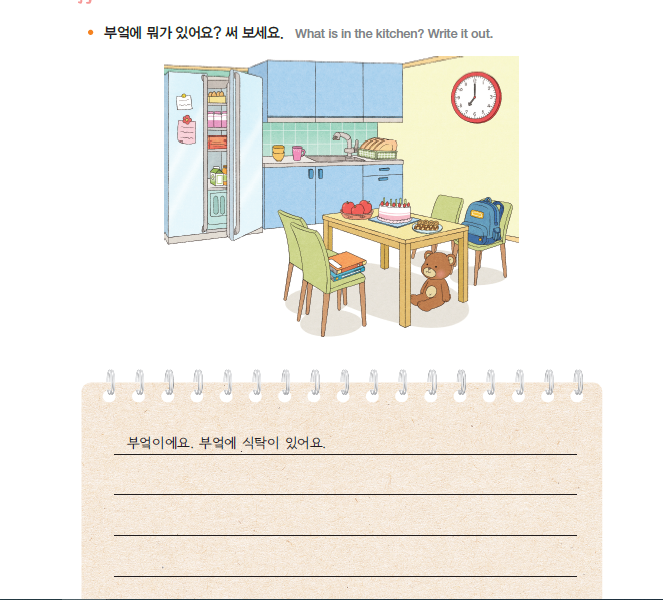 부엌에 뭐가 있어요? 써 보세요. What is in the kitchen? Write it out.
부엌이에요. 부엌에 식탁이 있어요.